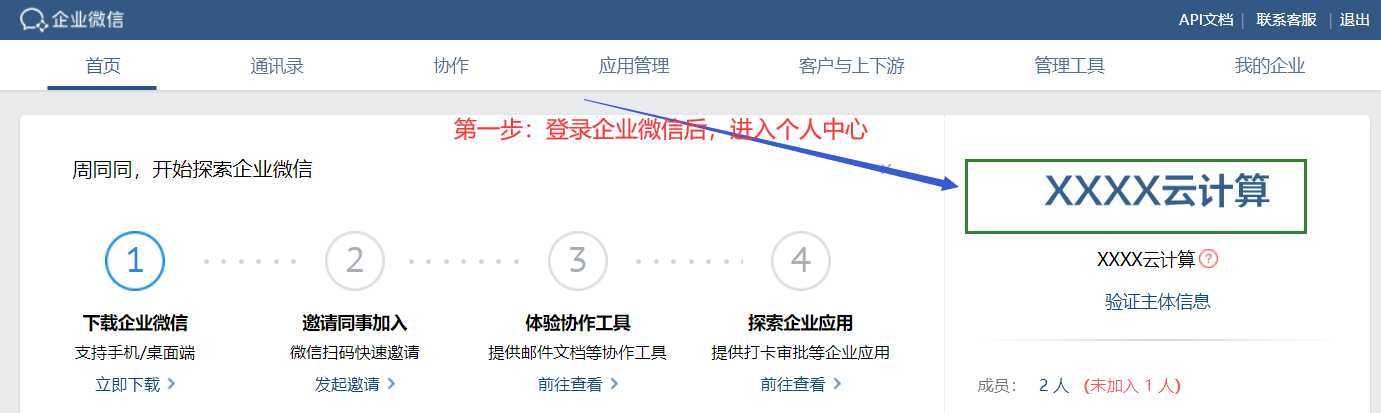 企业微信
API文档 | 联系客服 | 退出
首页 通讯录 协作 应用管理 客户与上下游 管理工具 我的企业
第一步：登录企业微信后，进入个人中心
周同同，开始探索企业微信
XXXX云计算
XXXX云计算 ?
验证主体信息
1 2 3 4
下载企业微信 邀请同事加入 体验协作工具 探索企业应用
支持手机/桌面端 微信扫码快速邀请 提供邮件文档等协作工具 提供打卡审批等企业应用
立即下载 > 发起邀请 > 前往查看 > 前往查看 >
成员： 2 人 (未加入 1 人)